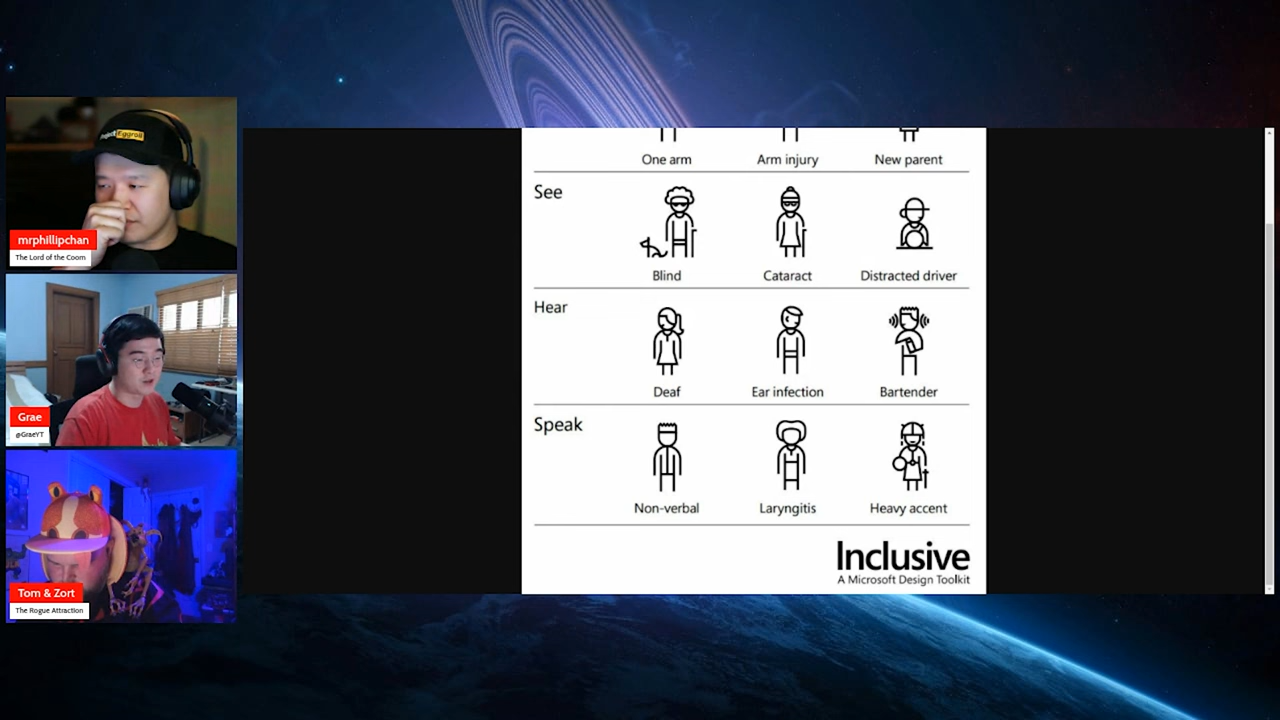 Project Eggroll
mrphillipchan
The Lord of the Coom
Grae
@GraeYT
Tom & Zort
The Rogue Attraction
One arm
Arm injury
New parent
See
Blind
Cataract
Distracted driver
Hear
Deaf
Ear infection
Bartender
Speak
Non-verbal
Laryngitis
Heavy accent
Inclusive
A Microsoft Design Toolkit